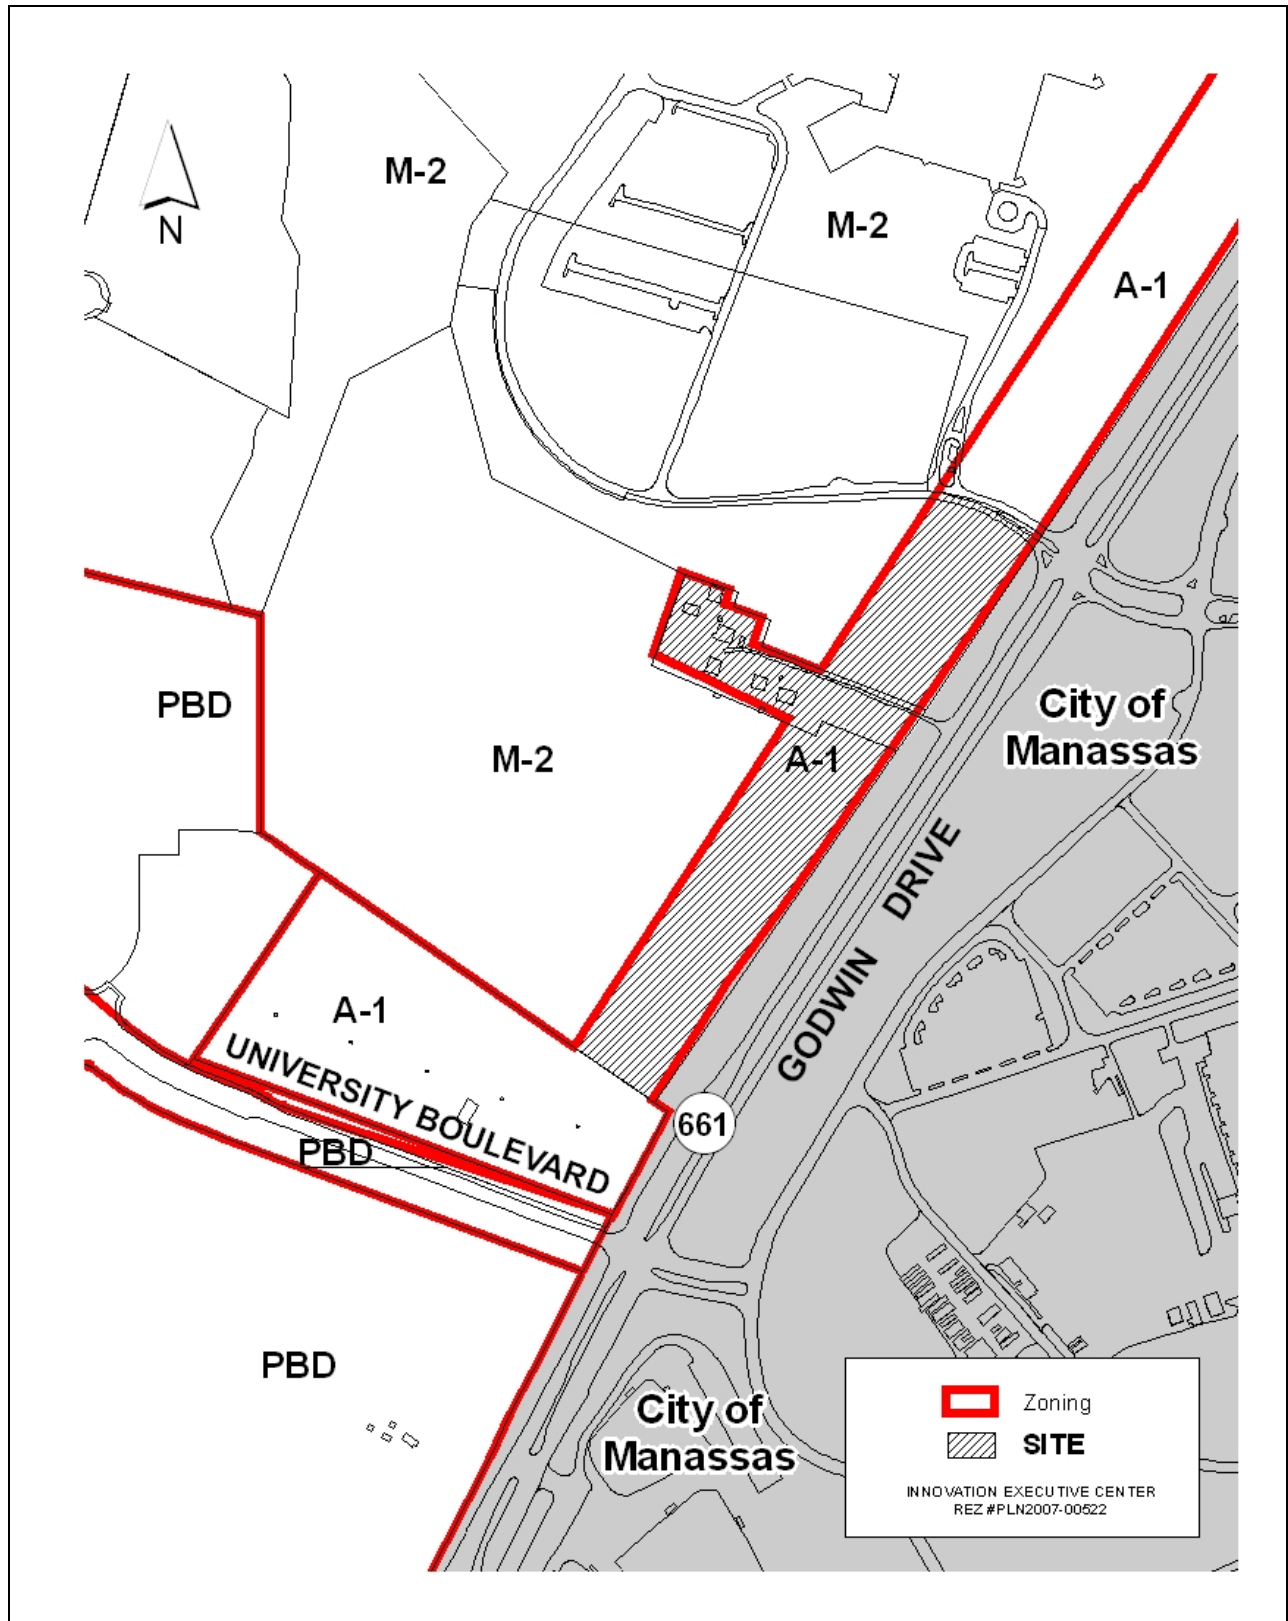 M-2
M-2
N
A-1
PBD
City of
Manassas
M-2
A-1
GODWIN DRIVE
A-1
UNIVERSITY BOULEVARD
661
PBD
PBD
City of
Manassas
Zoning
SITE
INNOVATION EXECUTIVE CENTER
REZ #PLN2007-00522